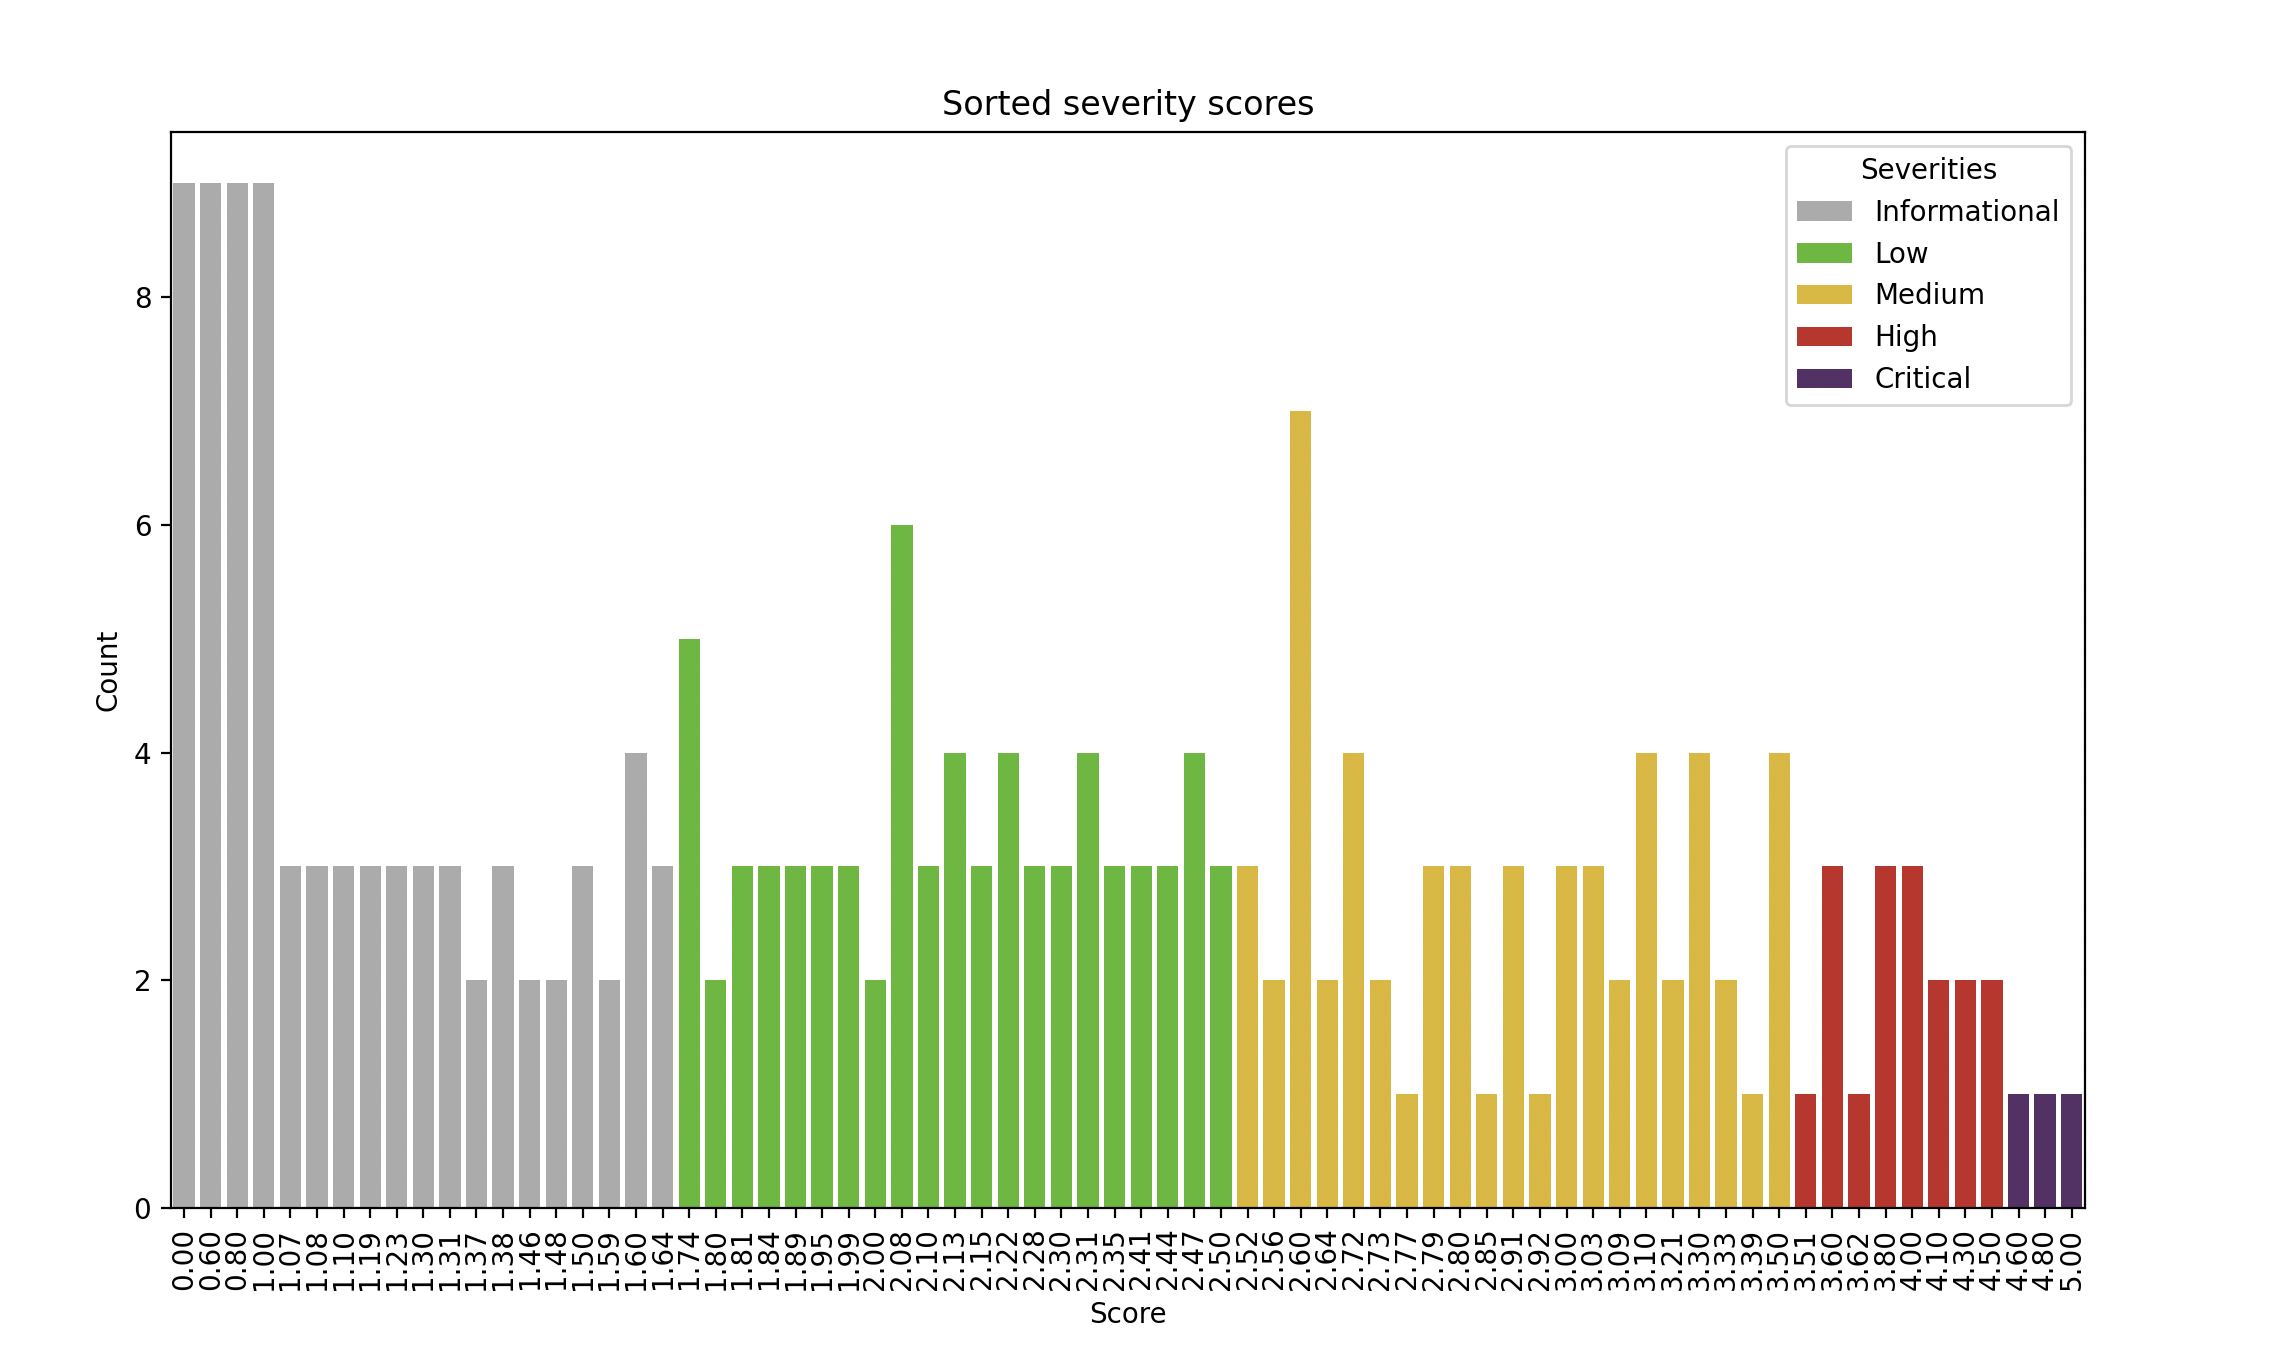 Sorted severity scores
Severities
Informational
Low
Medium
High
Critical
8
6
4
2
0
Count
0.00 0.60 0.80 1.00 1.07 1.08 1.10 1.19 1.23 1.30 1.31 1.37 1.38 1.46 1.48 1.50 1.59 1.60 1.64 1.74 1.80 1.81 1.84 1.89 1.95 1.99 2.00 2.08 2.10 2.13 2.15 2.22 2.28 2.30 2.31 2.35 2.41 2.44 2.47 2.50 2.52 2.56 2.60 2.64 2.72 2.73 2.77 2.79 2.80 2.85 2.91 2.92 3.00 3.03 3.09 3.10 3.21 3.30 3.33 3.39 3.50 3.51 3.60 3.62 3.80 4.00 4.10 4.30 4.50 4.60 4.80 5.00
Score